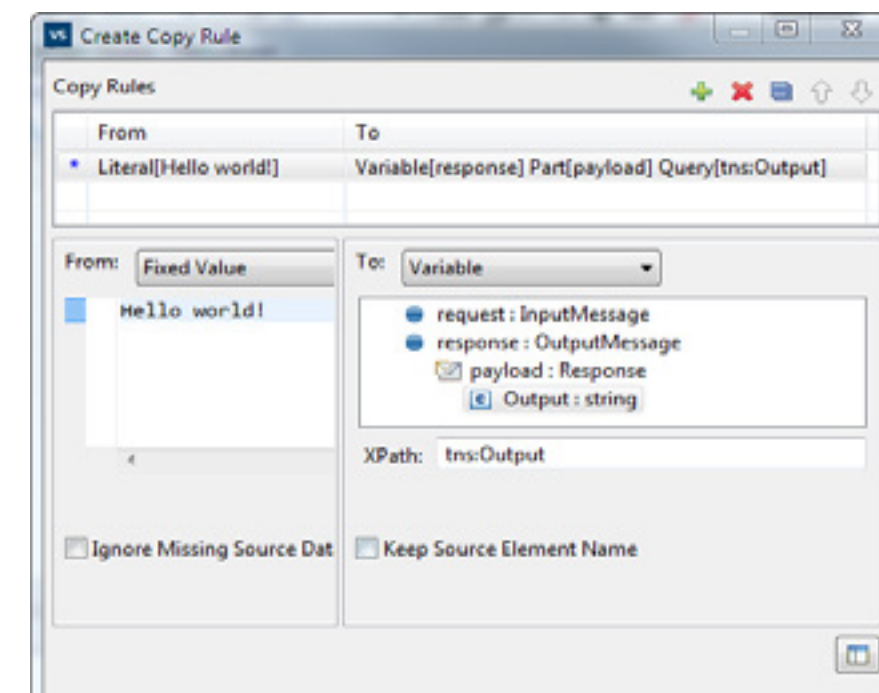 VS Create Copy Rule
Copy Rules
From To
* Literal[Hello world!] Variable[response] Part[payload] Query[tns:Output]
From: Fixed Value
To: Variable
Hello world!
request : InputMessage
response : OutputMessage
payload : Response
e Output : string
XPath: tns:Output
Ignore Missing Source Dat
Keep Source Element Name